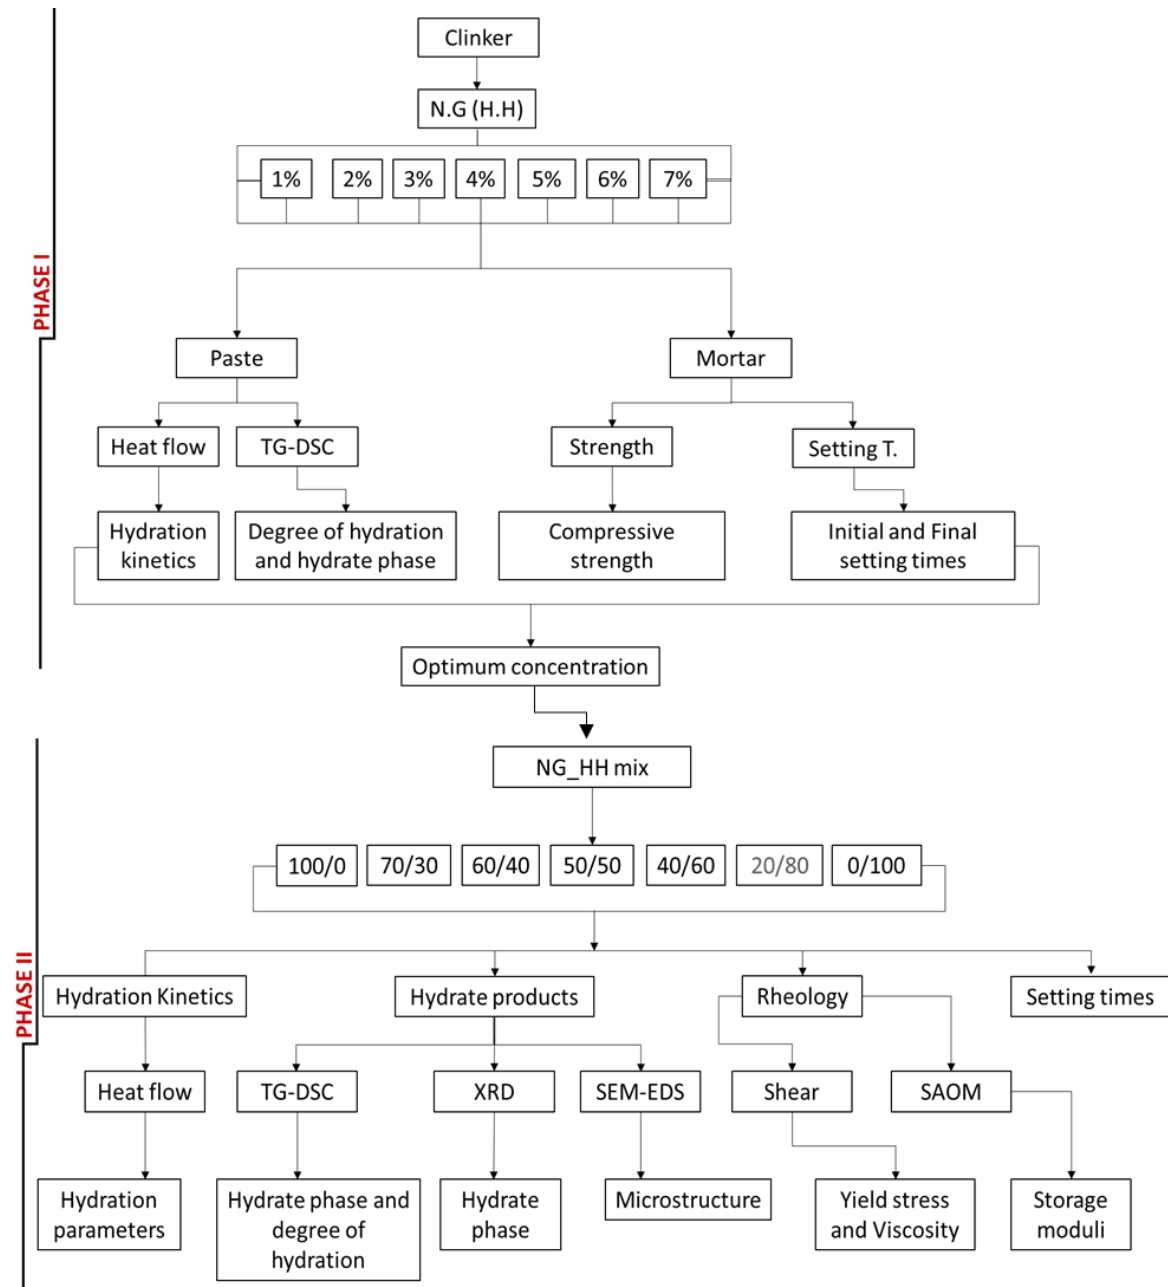 Clinker
N.G (H.H)
1% 2% 3% 4% 5% 6% 7%
PHASE I
Paste Mortar
Heat flow TG-DSC Strength Setting T.
Hydration
kinetics
Degree of hydration
and hydrate phase
Compressive
strength
Initial and Final
setting times
Optimum concentration
NG_HH mix
100/0 70/30 60/40 50/50 40/60 20/80 0/100
PHASE II
Hydration Kinetics Hydrate products Rheology Setting times
Heat flow TG-DSC XRD SEM-EDS Shear SAOM
Hydration
parameters
Hydrate phase and
degree of
hydration
Hydrate
phase
Microstructure
Yield stress
and Viscosity
Storage
moduli